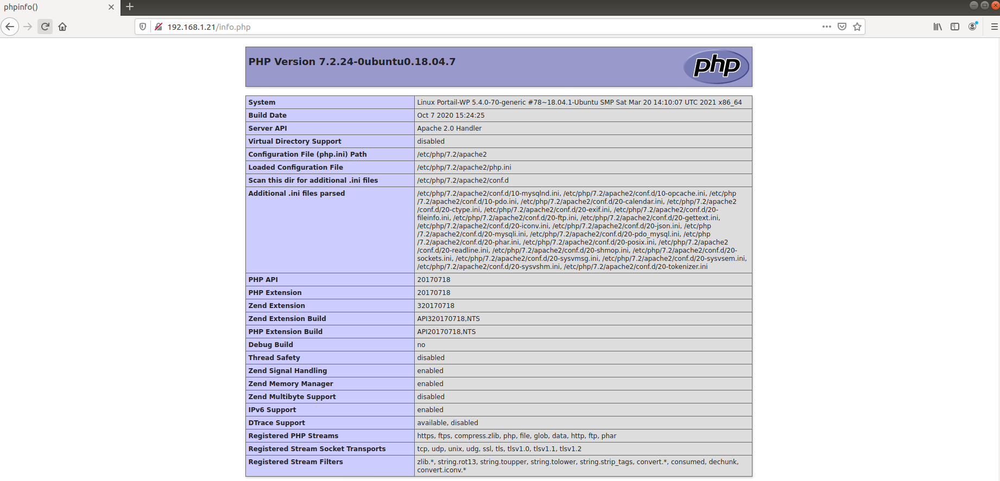 phpinfo()
192.168.1.21/info.php
PHP Version 7.2.24-0ubuntu0.18.04.7
php
System Linux Portail-WP 5.4.0-70-generic #78~18.04.1-Ubuntu SMP Sat Mar 20 14:10:07 UTC 2021 x86_64
Build Date Oct 7 2020 15:24:25
Server API Apache 2.0 Handler
Virtual Directory Support disabled
Configuration File (php.ini) Path /etc/php/7.2/apache2
Loaded Configuration File /etc/php/7.2/apache2/php.ini
Scan this dir for additional .ini files /etc/php/7.2/apache2/conf.d
Additional .ini files parsed /etc/php/7.2/apache2/conf.d/10-mysqlnd.ini, /etc/php/7.2/apache2/conf.d/10-opcache.ini, /etc/php
/7.2/apache2/conf.d/10-pdo.ini, /etc/php/7.2/apache2/conf.d/20-calendar.ini, /etc/php/7.2/apache2
/conf.d/20-ctype.ini, /etc/php/7.2/apache2/conf.d/20-exif.ini, /etc/php/7.2/apache2/conf.d/20-
fileinfo.ini, /etc/php/7.2/apache2/conf.d/20-ftp.ini, /etc/php/7.2/apache2/conf.d/20-gettext.ini,
/etc/php/7.2/apache2/conf.d/20-iconv.ini, /etc/php/7.2/apache2/conf.d/20-json.ini, /etc/php
/7.2/apache2/conf.d/20-mysqli.ini, /etc/php/7.2/apache2/conf.d/20-pdo_mysql.ini, /etc/php
/7.2/apache2/conf.d/20-phar.ini, /etc/php/7.2/apache2/conf.d/20-posix.ini, /etc/php/7.2/apache2
/conf.d/20-readline.ini, /etc/php/7.2/apache2/conf.d/20-shmop.ini, /etc/php/7.2/apache2/conf.d/20-
sockets.ini, /etc/php/7.2/apache2/conf.d/20-sysvmsg.ini, /etc/php/7.2/apache2/conf.d/20-sysvsem.ini,
/etc/php/7.2/apache2/conf.d/20-sysvshm.ini, /etc/php/7.2/apache2/conf.d/20-tokenizer.ini
PHP API 20170718
PHP Extension 20170718
Zend Extension 320170718
Zend Extension Build API320170718,NTS
PHP Extension Build API20170718,NTS
Debug Build no
Thread Safety disabled
Zend Signal Handling enabled
Zend Memory Manager enabled
Zend Multibyte Support disabled
IPv6 Support enabled
DTrace Support available, disabled
Registered PHP Streams https, ftps, compress.zlib, php, file, glob, data, http, ftp, phar
Registered Stream Socket Transports tcp, udp, unix, udg, ssl, tls, tlsv1.0, tlsv1.1, tlsv1.2
Registered Stream Filters zlib.*, string.rot13, string.toupper, string.tolower, string.strip_tags, convert.*, consumed, dechunk,
convert.iconv.*